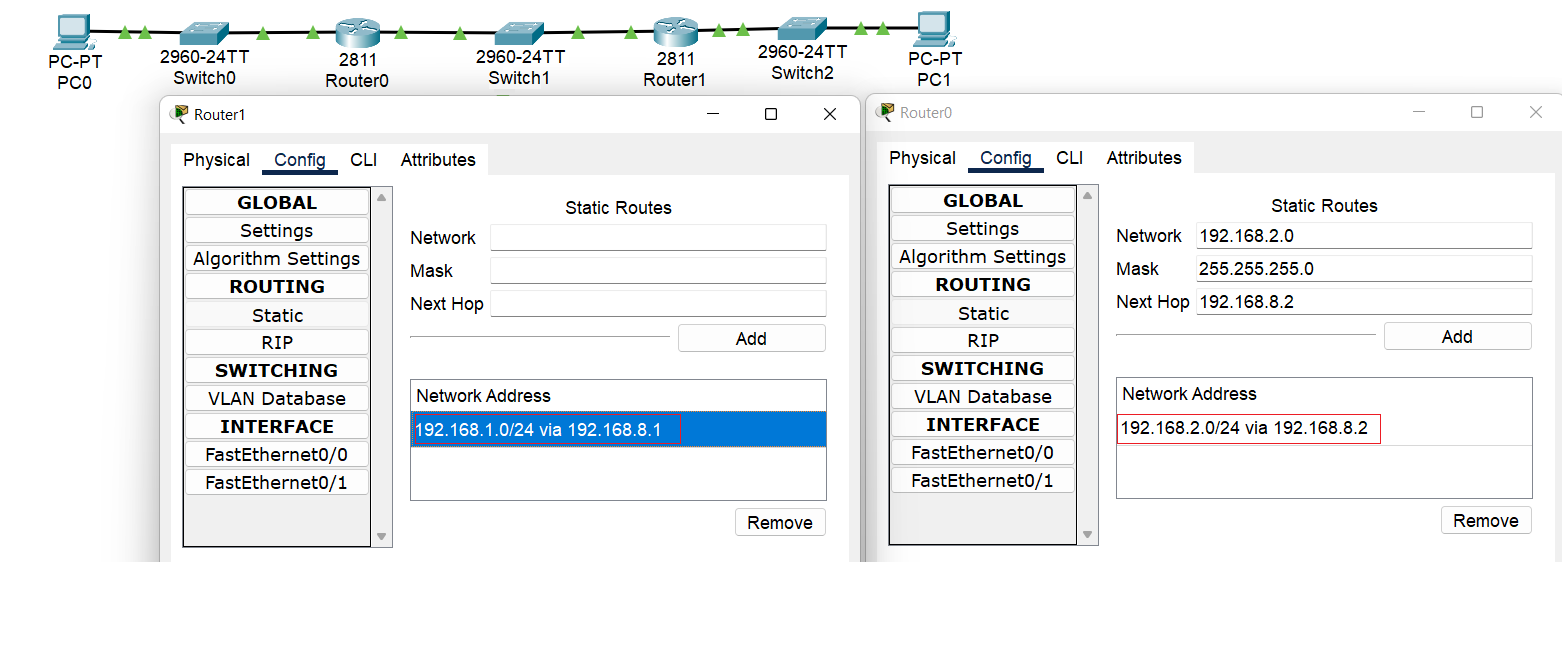 PC-PT
PC0
2960-24TT
Switch0
2811
Router0
2960-24TT
Switch1
2811
Router1
2960-24TT
Switch2
PC-PT
PC1
Router1
Physical Config CLI Attributes
GLOBAL
Settings
Algorithm Settings
ROUTING
Static
RIP
SWITCHING
VLAN Database
INTERFACE
FastEthernet0/0
FastEthernet0/1
Static Routes
Network
Mask
Next Hop
Add
Network Address
192.168.1.0/24 via 192.168.8.1
Remove
Router0
Physical Config CLI Attributes
GLOBAL
Settings
Algorithm Settings
ROUTING
Static
RIP
SWITCHING
VLAN Database
INTERFACE
FastEthernet0/0
FastEthernet0/1
Static Routes
Network 192.168.2.0
Mask 255.255.255.0
Next Hop 192.168.8.2
Add
Network Address
192.168.2.0/24 via 192.168.8.2
Remove